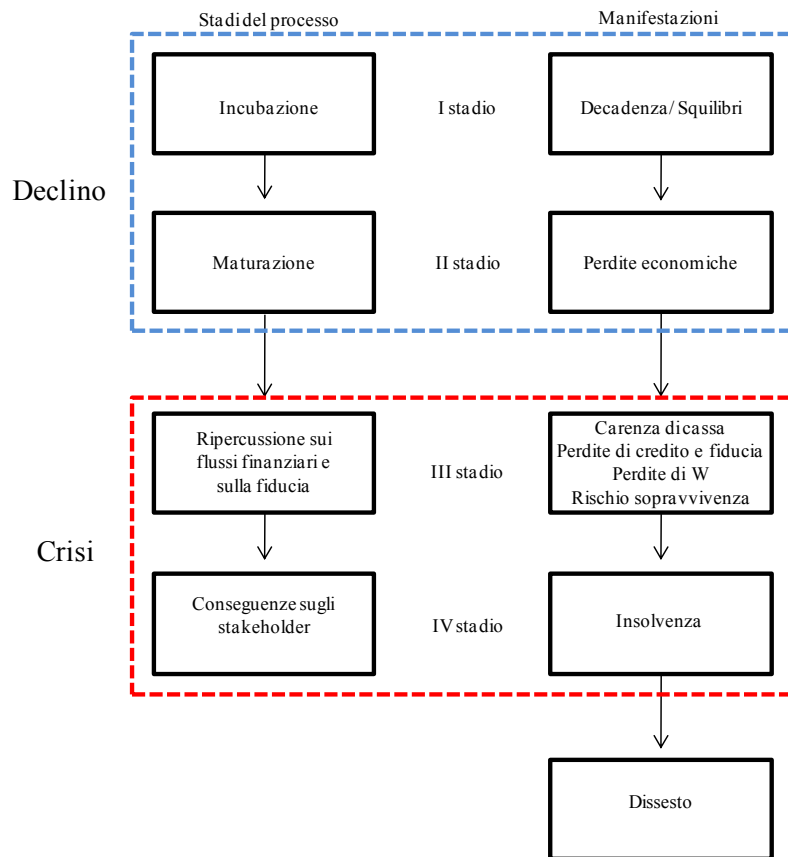 Stadi del processo
Manifestazioni
Incubazione
I stadio
Decadenza/ Squilibri
Declino
Maturazione
II stadio
Perdite economiche
Ripercussione sui
flussi finanziari e
sulla fiducia
III stadio
Carenza di cassa
Perdite di credito e fiducia
Perdite di W
Rischio sopravvivenza
Crisi
Conseguenze sugli
stakeholder
IV stadio
Insolvenza
Dissesto